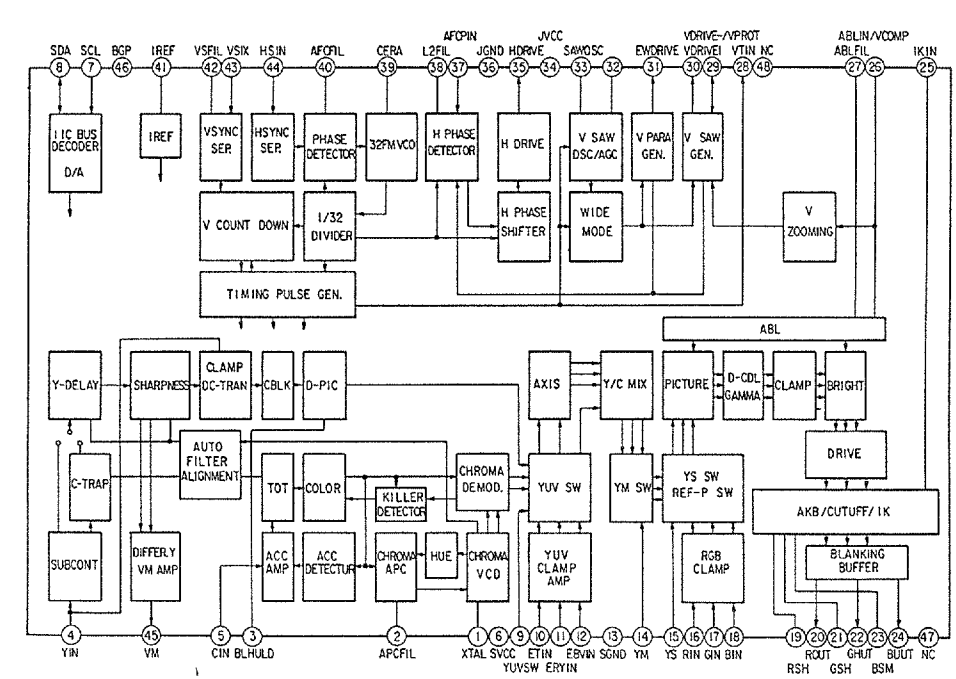 AFCPIN JVCC VDRIVE-/VPROT ABLIN/VCOMP
SDA SCL BGP IREF VSFIL VSIX HSIN AFCFIL CERA L2FIL JGND HDRIVE SAWOSC EWDRIVE VDRIVEI VTIN NC ABLFIL IKIN
8 7 46 41 42 43 44 40 39 38 37 36 35 34 33 32 31 30 29 28 48 27 26 25
IIC BUS
DECODER
D/A
IREF
VSYNC
SEP.
HSYNC
SEP.
PHASE
DETECTOR
32FMVCO
H PHASE
DETECTOR
H DRIVE
V SAW
DSC/AGC
V PARA
GEN.
V SAW
GEN.
V COUNT DOWN
1/32
DIVIDER
H PHASE
SHIFTER
WIDE
MODE
V
ZOOMING
TIMING PULSE GEN.
ABL
Y-DELAY
SHARPNESS
CLAMP
DC-TRAN
CBLK
D-PIC
AXIS
Y/C MIX
PICTURE
D-CDL
GAMMA
CLAMP
BRIGHT
AUTO
FILTER
ALIGNMENT
DRIVE
C-TRAP
TOT
COLOR
KILLER
DETECTOR
CHROMA
DEMOD.
YUV SW
YM SW
YS SW
REF-P SW
AKB/CUTUFF/IK
SUBCONT
DIFFERLY
VM AMP
ACC
AMP
ACC
DETECTUR
CHROMA
APC
HUE
CHROMA
VCD
YUV
CLAMP
AMP
RGB
CLAMP
BLANKING
BUFFER
4 45 5 3 2 1 6 9 10 11 12 13 14 15 16 17 18 19 20 21 22 23 24 47
YIN VM CIN BLHULD APCFIL XTAL SVCC YUVSW ETIN ERYIN EBVIN SGND YM YS RIN GIN BIN RSH ROUT GSH GHUT BSM BUUT NC